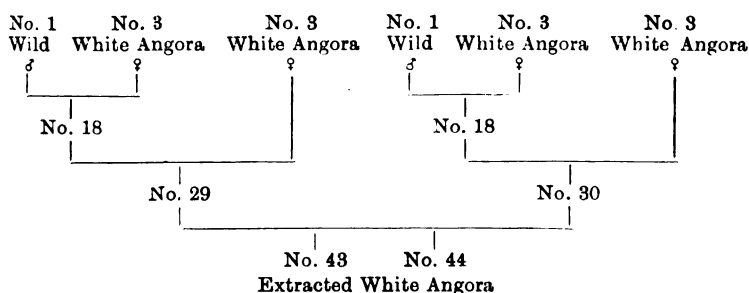 No. 1 No. 3 No. 3 No. 1 No. 3 No. 3
Wild White Angora White Angora Wild White Angora White Angora
♂ ♀ ♀ ♂ ♀ ♀
No. 18 No. 18
No. 29 No. 30
No. 43 No. 44
Extracted White Angora